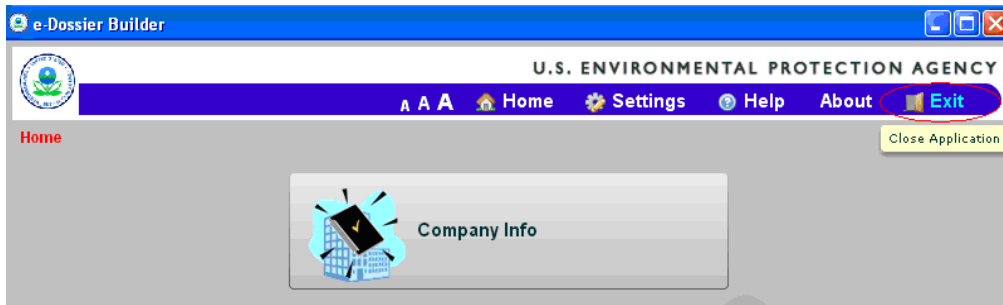 e-Dossier Builder
U.S. ENVIRONMENTAL PROTECTION AGENCY
A A A Home Settings Help About Exit
Home
Close Application
Company Info